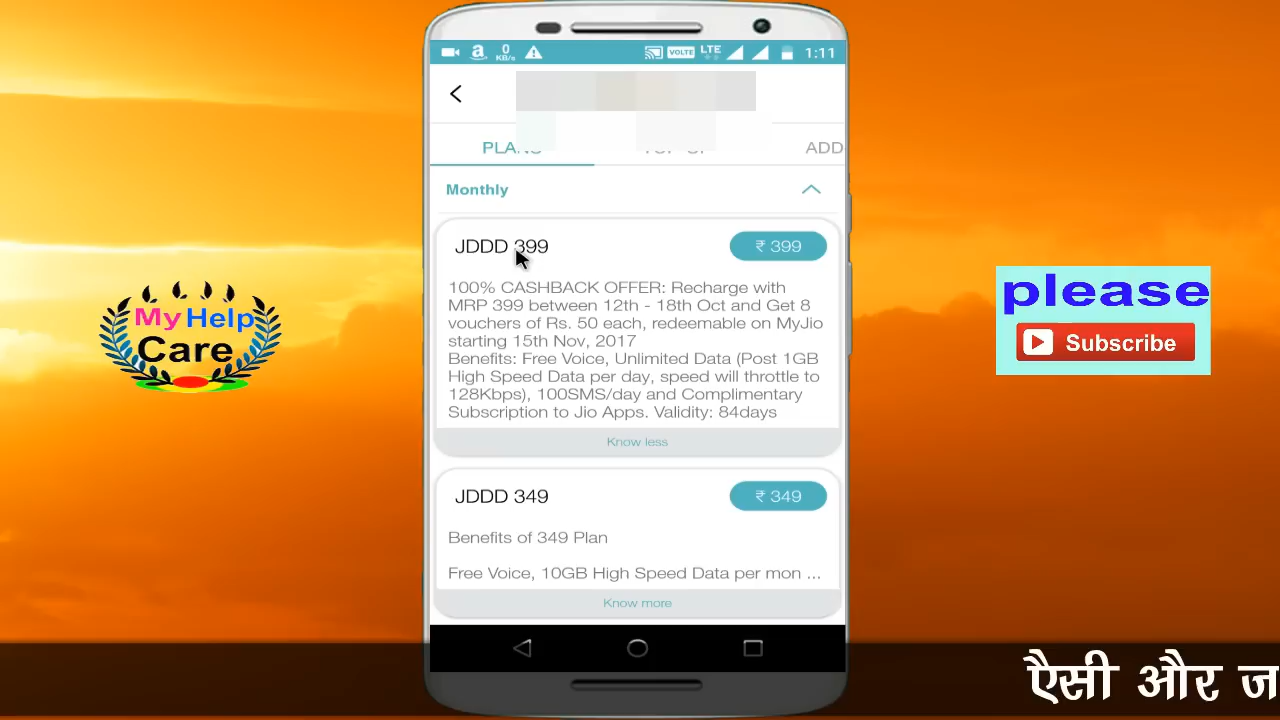 0
KB/s
VOLTE
LTE
1:11
PLANS
ADD
Monthly
JDDD 399
₹ 399
100% CASHBACK OFFER: Recharge with
MRP 399 between 12th - 18th Oct and Get 8
vouchers of Rs. 50 each, redeemable on MyJio
starting 15th Nov, 2017
Benefits: Free Voice, Unlimited Data (Post 1GB
High Speed Data per day, speed will throttle to
128Kbps), 100SMS/day and Complimentary
Subscription to Jio Apps. Validity: 84days
Know less
JDDD 349
₹ 349
Benefits of 349 Plan
Free Voice, 10GB High Speed Data per mon ...
Know more
My Help
Care
please
Subscribe
ऐसी और ज